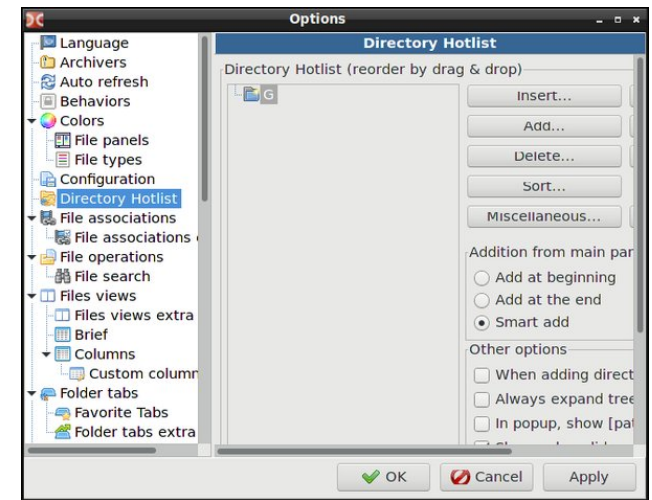 Options
Language
Archivers
Auto refresh
Behaviors
Colors
File panels
File types
Configuration
Directory Hotlist
File associations
File associations
File operations
File search
Files views
Files views extra
Brief
Columns
Custom column
Folder tabs
Favorite Tabs
Folder tabs extra
Directory Hotlist
Directory Hotlist (reorder by drag & drop)
G
Insert...
Add...
Delete...
Sort...
Miscellaneous...
Addition from main par
Add at beginning
Add at the end
Smart add
Other options
When adding direct
Always expand tree
In popup, show [pat
OK
Cancel
Apply